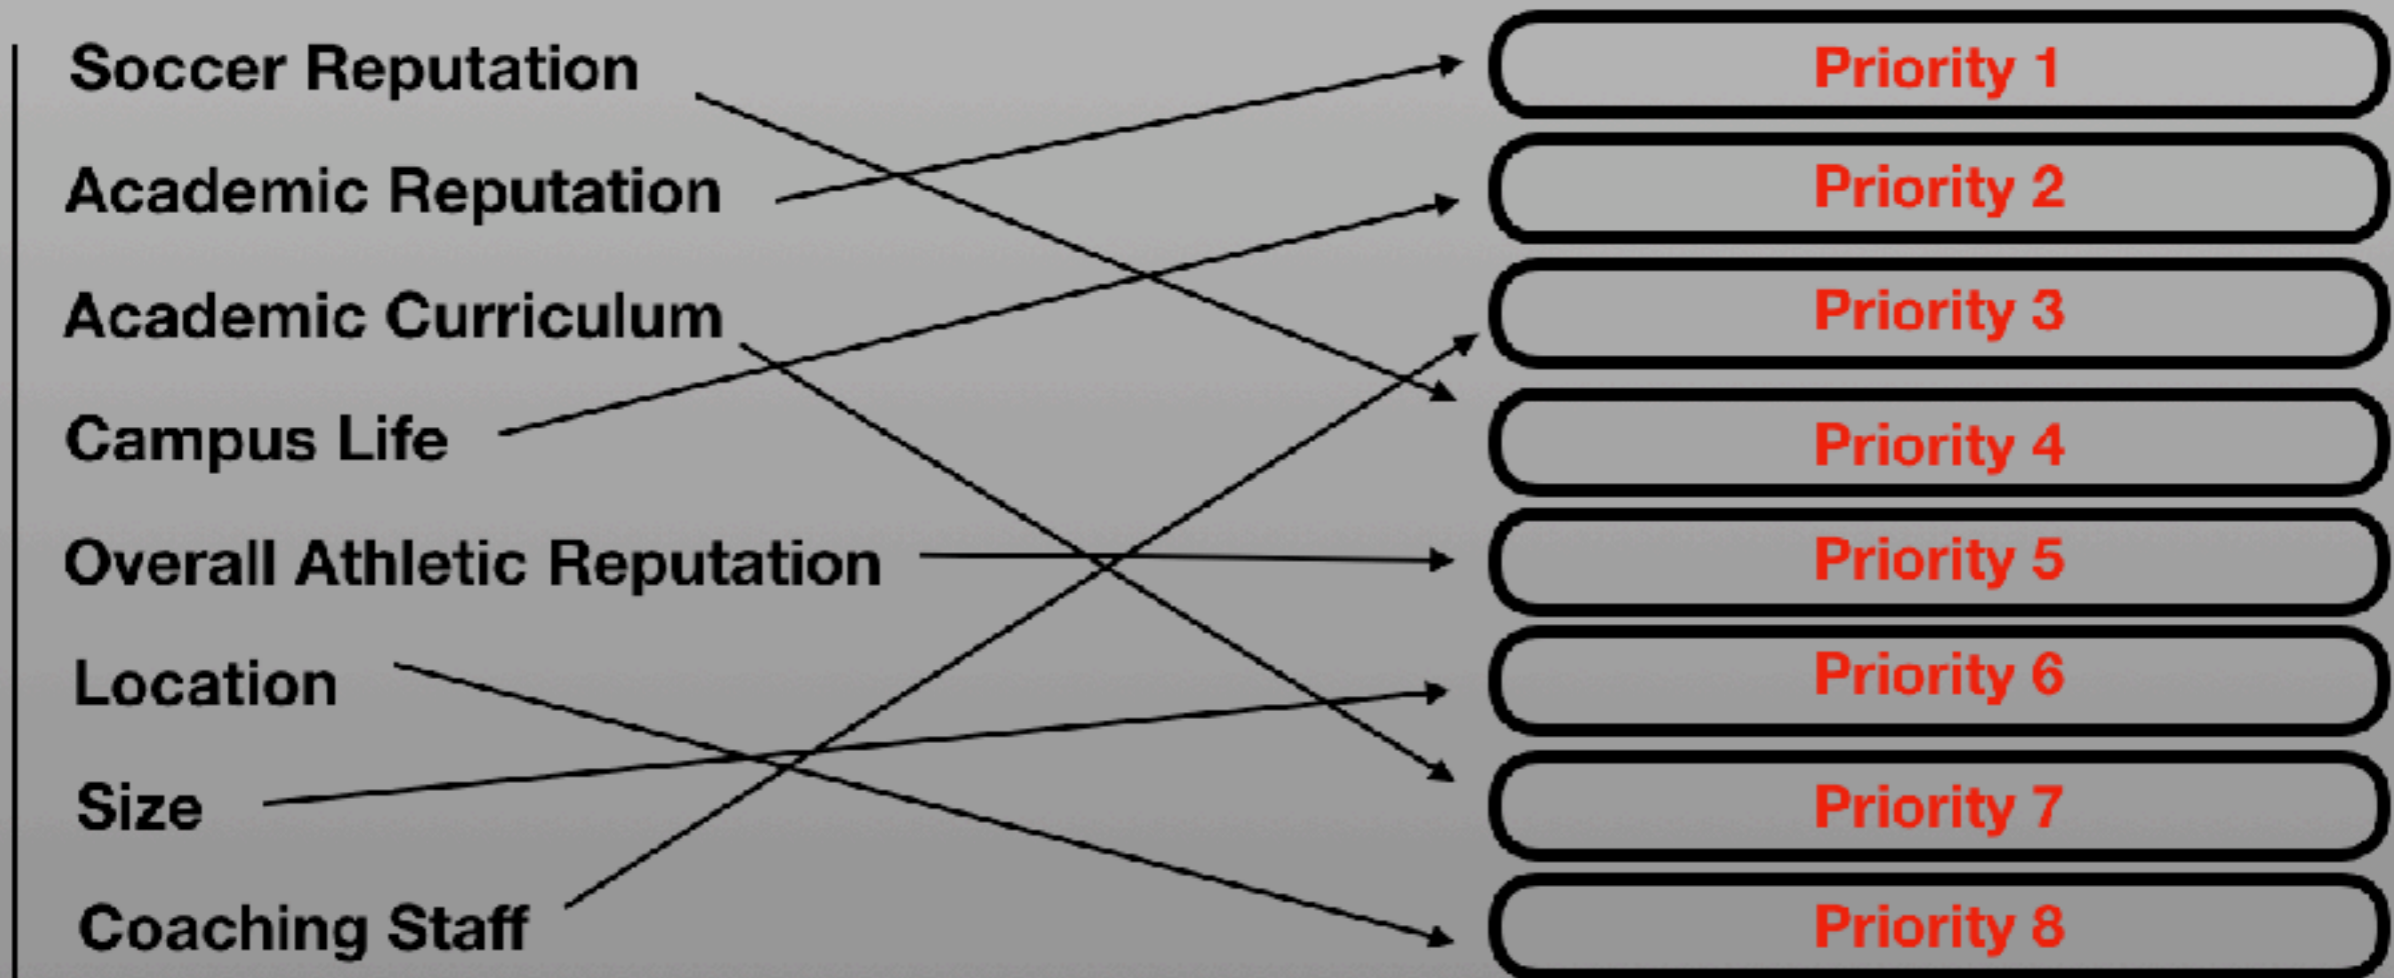 Soccer Reputation Priority 1
Academic Reputation Priority 2
Academic Curriculum Priority 3
Campus Life Priority 4
Overall Athletic Reputation Priority 5
Location Priority 6
Size Priority 7
Coaching Staff Priority 8